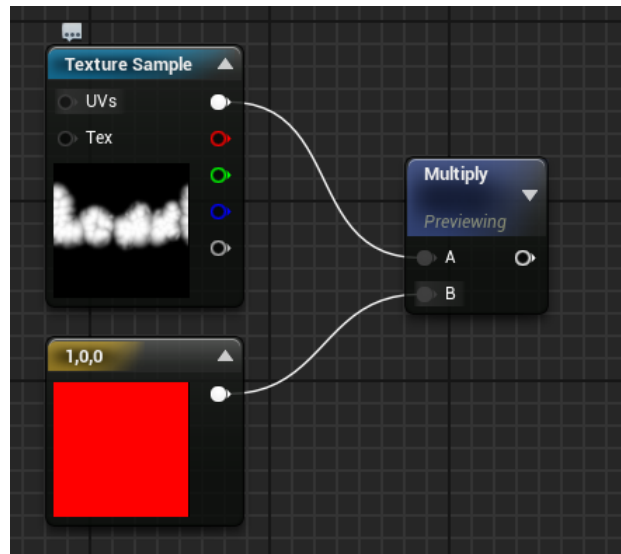 Texture Sample
UVs
Tex
Multiply
Previewing
A
B
1,0,0